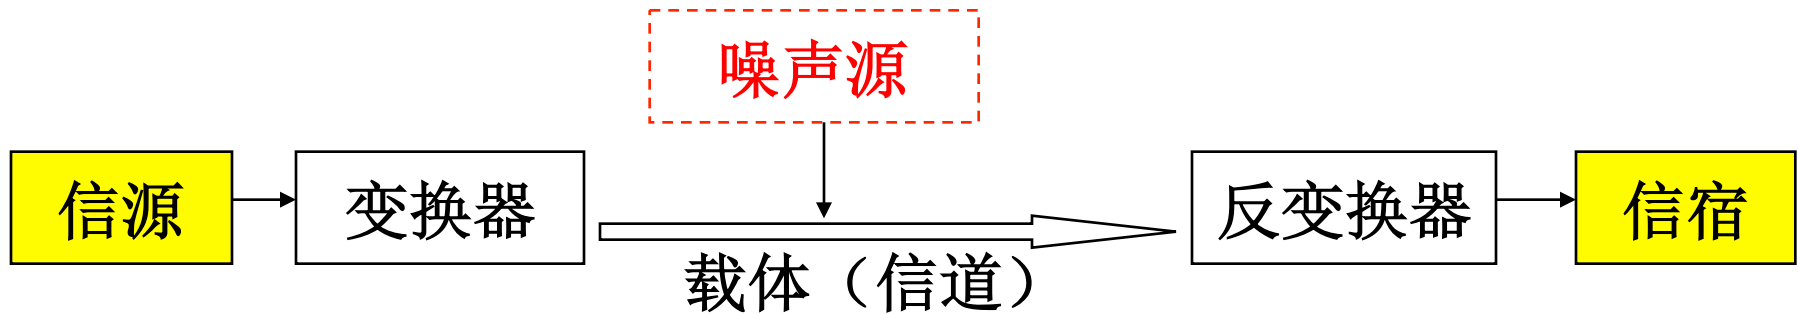 噪声源
信源
变换器
反变换器
信宿
载体（信道）